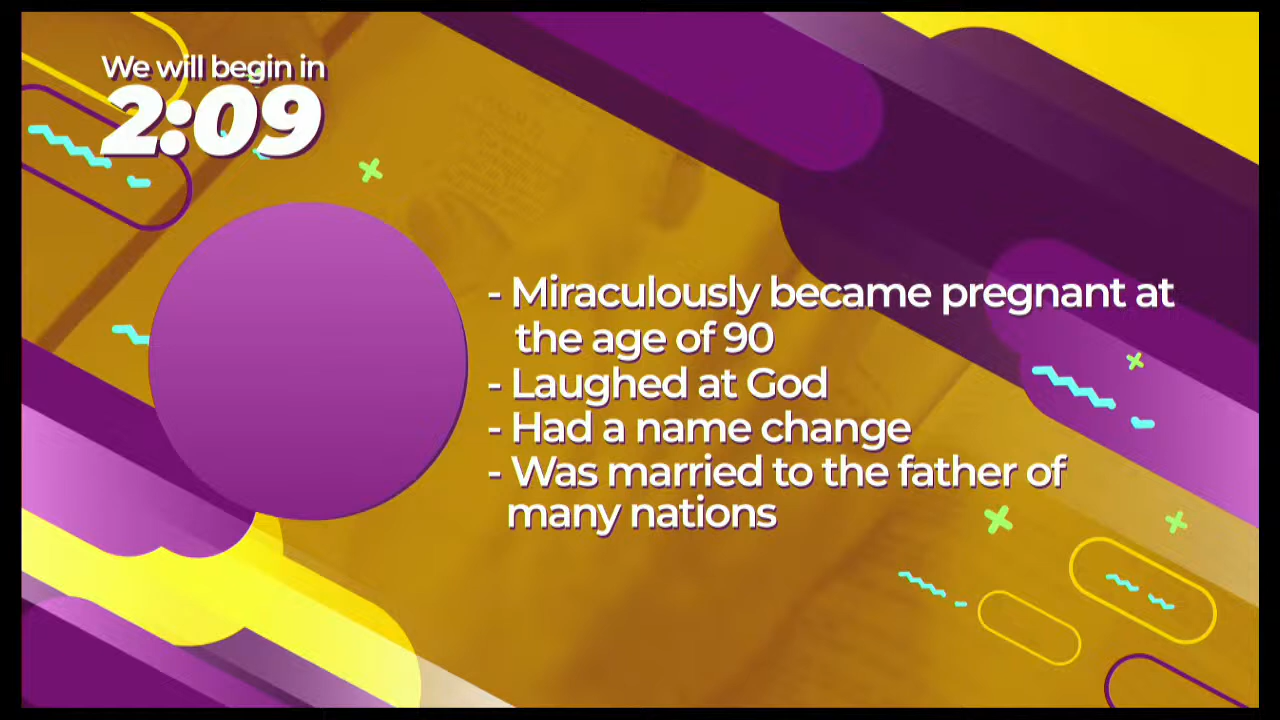 We will begin in
2:09
- Miraculously became pregnant at
the age of 90
- Laughed at God
- Had a name change
- Was married to the father of
many nations